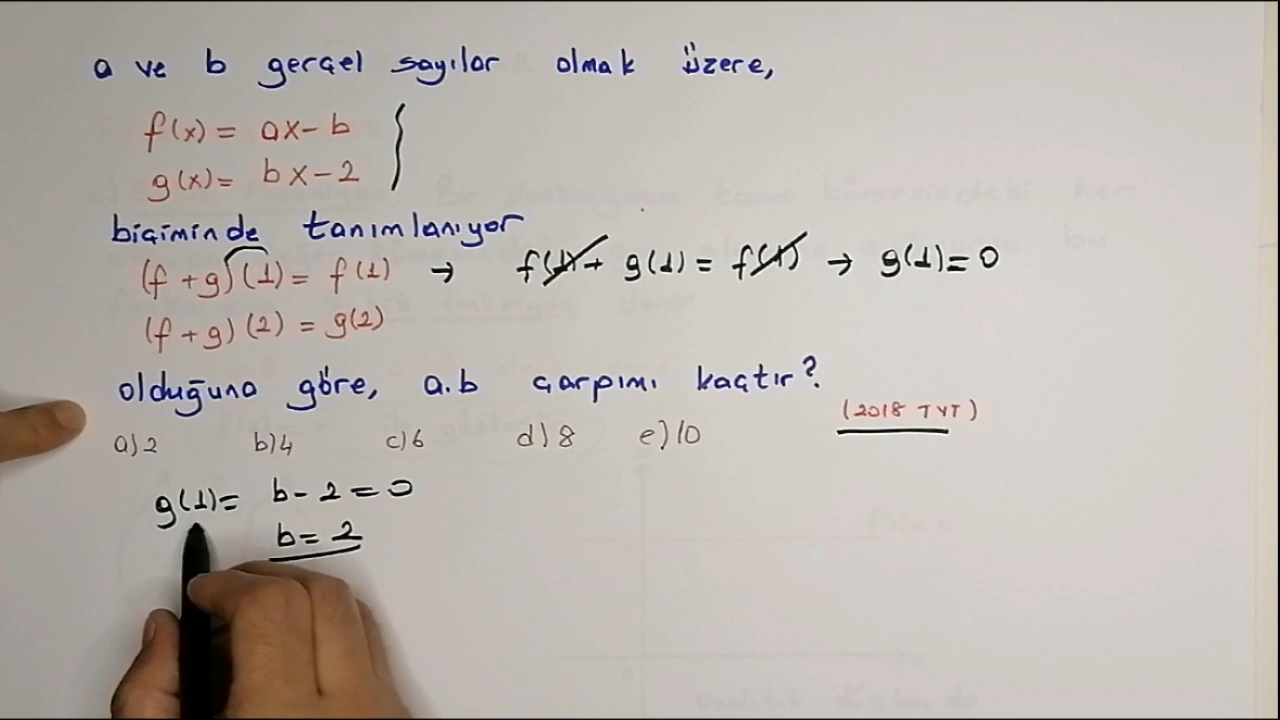 a ve b gerçel sayılar olmak üzere,
f(x) = ax - b
g(x) = bx - 2
biçiminde tanımlanıyor
(f + g)(1) = f(1) → f(1) + g(1) = f(1) → g(1) = 0
(f + g)(2) = g(2)
olduğuna göre, a.b çarpımı kaçtır?
(2018 TYT)
a) 2 b) 4 c) 6 d) 8 e) 10
g(1) = b - 2 = 0
b = 2